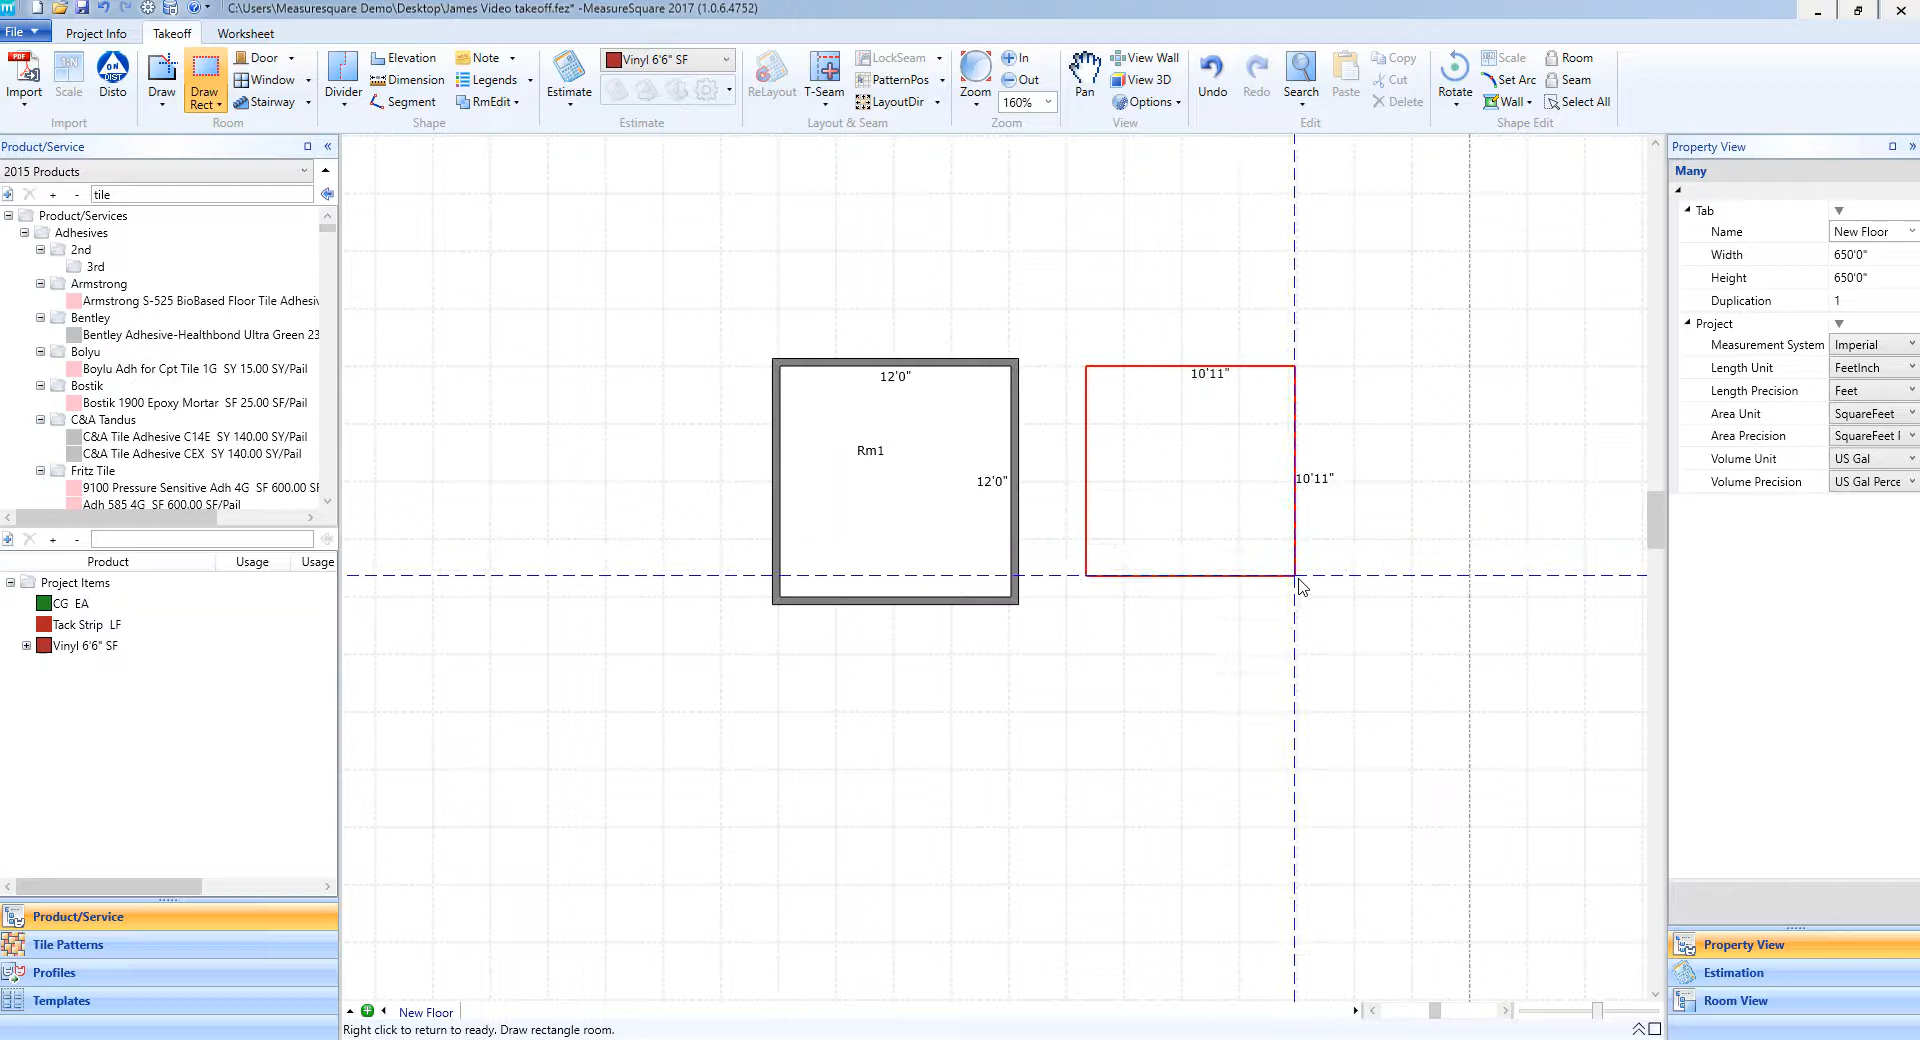 C:\Users\Measuresquare Demo\Desktop\James Video takeoff.fez* -MeasureSquare 2017 (1.0.6.4752)
File Project Info Takeoff Worksheet
Import Scale Disto
Import
Draw Draw Rect
Door
Window
Stairway
Room
Divider
Elevation
Dimension
Segment
Note
Legends
RmEdit
Shape
Estimate
Vinyl 6'6" SF
Estimate
ReLayout T-Seam
LockSeam
PatternPos
LayoutDir
Layout & Seam
Zoom
In
Out
160%
Zoom
Pan
View Wall
View 3D
Options
View
Undo Redo Search Paste
Copy
Cut
Delete
Edit
Rotate
Scale
Set Arc
Wall
Room
Seam
Select All
Shape Edit
Product/Service
2015 Products
+ - tile
Product/Services
Adhesives
2nd
3rd
Armstrong
Armstrong S-525 BioBased Floor Tile Adhesiv
Bentley
Bentley Adhesive-Healthbond Ultra Green 23
Bolyu
Boylu Adh for Cpt Tile 1G SY 15.00 SY/Pail
Bostik
Bostik 1900 Epoxy Mortar SF 25.00 SF/Pail
C&A Tandus
C&A Tile Adhesive C14E SY 140.00 SY/Pail
C&A Tile Adhesive CEX SY 140.00 SY/Pail
Fritz Tile
9100 Pressure Sensitive Adh 4G SF 600.00 SF
Adh 585 4G SF 600.00 SF/Pail
+ -
Product Usage Usage
Project Items
CG EA
Tack Strip LF
Vinyl 6'6" SF
Product/Service
Tile Patterns
Profiles
Templates
12'0"
Rm1
12'0"
10'11"
10'11"
New Floor
Right click to return to ready. Draw rectangle room.
Property View
Many
Tab
Name New Floor
Width 650'0"
Height 650'0"
Duplication 1
Project
Measurement System Imperial
Length Unit FeetInch
Length Precision Feet
Area Unit SquareFeet
Area Precision SquareFeet
Volume Unit US Gal
Volume Precision US Gal Perce
Property View
Estimation
Room View